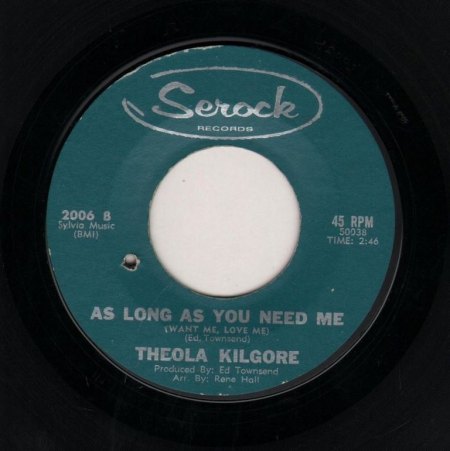 Serock
RECORDS
2006 B
Sylvia Music
(BMI)
45 RPM
50038
TIME: 2:46
AS LONG AS YOU NEED ME
(WANT ME, LOVE ME)
(Ed. Townsend)
THEOLA KILGORE
Produced By: Ed Townsend
Arr. By: Rene Hall